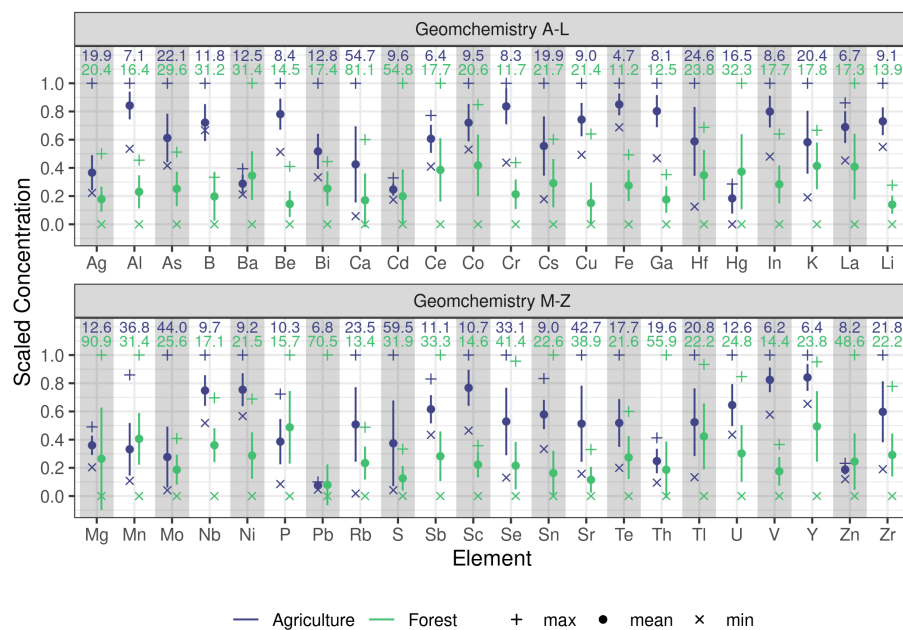 Geomchemistry A-L
19.9 7.1 22.1 11.8 12.5 8.4 12.8 54.7 9.6 6.4 9.5 8.3 19.9 9.0 4.7 8.1 24.6 16.5 8.6 20.4 6.7 9.1
20.4 16.4 29.6 31.2 31.4 14.5 17.4 81.1 54.8 17.7 20.6 11.7 21.7 21.4 11.2 12.5 23.8 32.3 17.7 17.8 17.3 13.9
1.0
0.8
0.6
0.4
0.2
0.0
Ag Al As B Ba Be Bi Ca Cd Ce Co Cr Cs Cu Fe Ga Hf Hg In K La Li
Scaled Concentration
Geomchemistry M-Z
12.6 36.8 44.0 9.7 9.2 10.3 6.8 23.5 59.5 11.1 10.7 33.1 9.0 42.7 17.7 19.6 20.8 12.6 6.2 6.4 8.2 21.8
90.9 31.4 25.6 17.1 21.5 15.7 70.5 13.4 31.9 33.3 14.6 41.4 22.6 38.9 21.6 55.9 22.2 24.8 14.4 23.8 48.6 22.2
1.0
0.8
0.6
0.4
0.2
0.0
Mg Mn Mo Nb Ni P Pb Rb S Sb Sc Se Sn Sr Te Th Tl U V Y Zn Zr
Element
Agriculture Forest max mean min